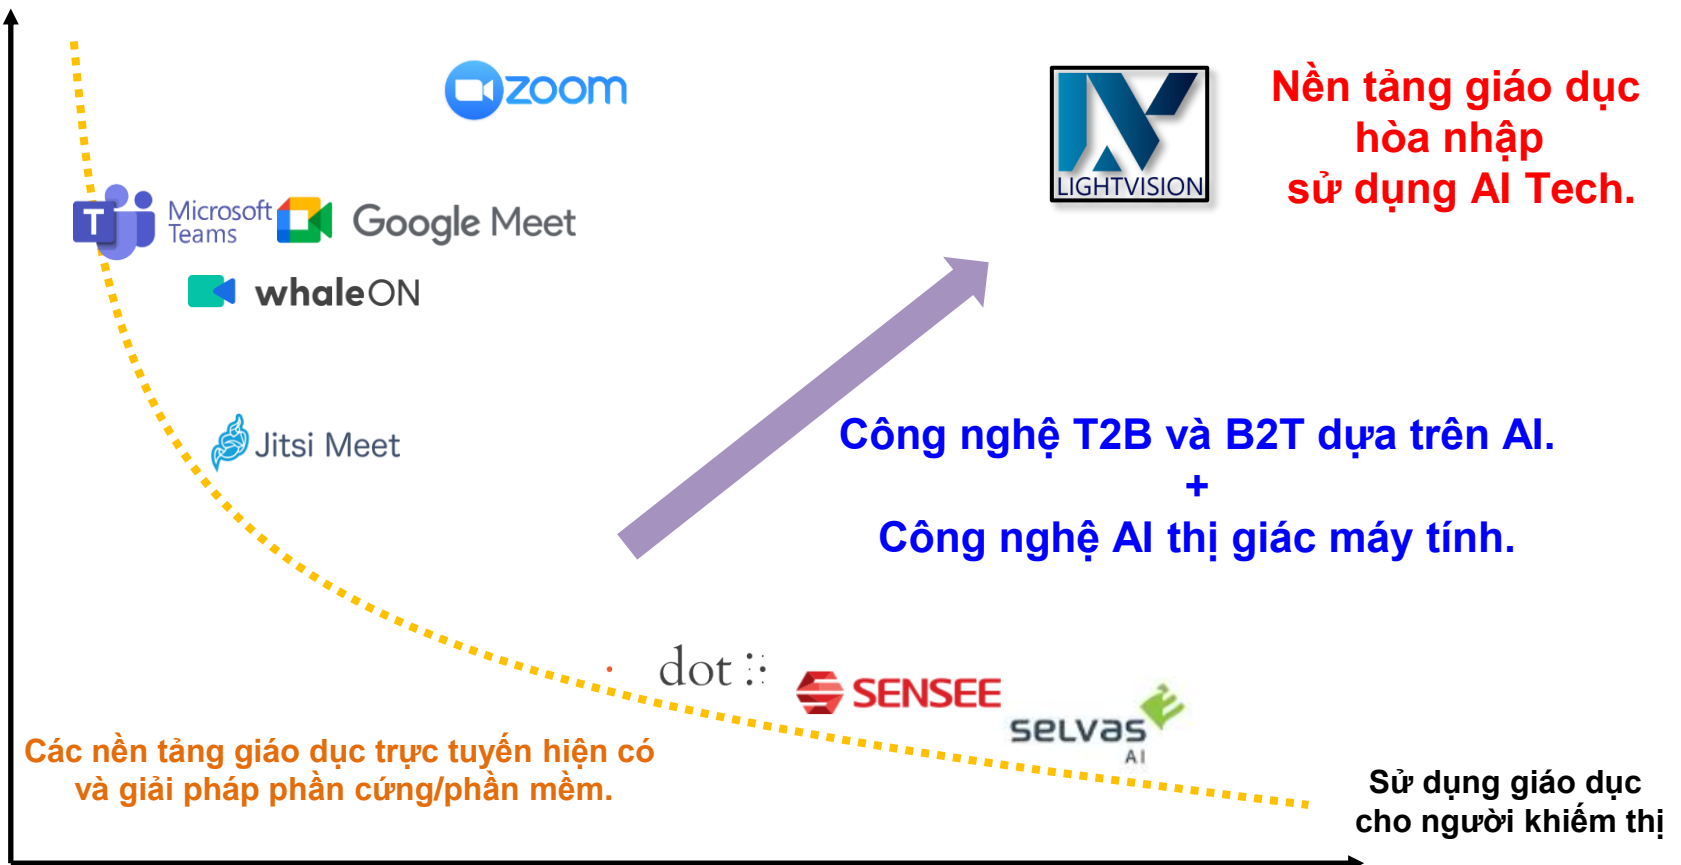 zoom
Nền tảng giáo dục
hòa nhập
sử dụng AI Tech.
LIGHTVISION
T
Microsoft
Teams
Google Meet
whaleON
Jitsi Meet
Công nghệ T2B và B2T dựa trên AI.
+
Công nghệ AI thị giác máy tính.
dot
SENSEE
SELVAS
AI
Các nền tảng giáo dục trực tuyến hiện có
và giải pháp phần cứng/phần mềm.
Sử dụng giáo dục
cho người khiếm thị